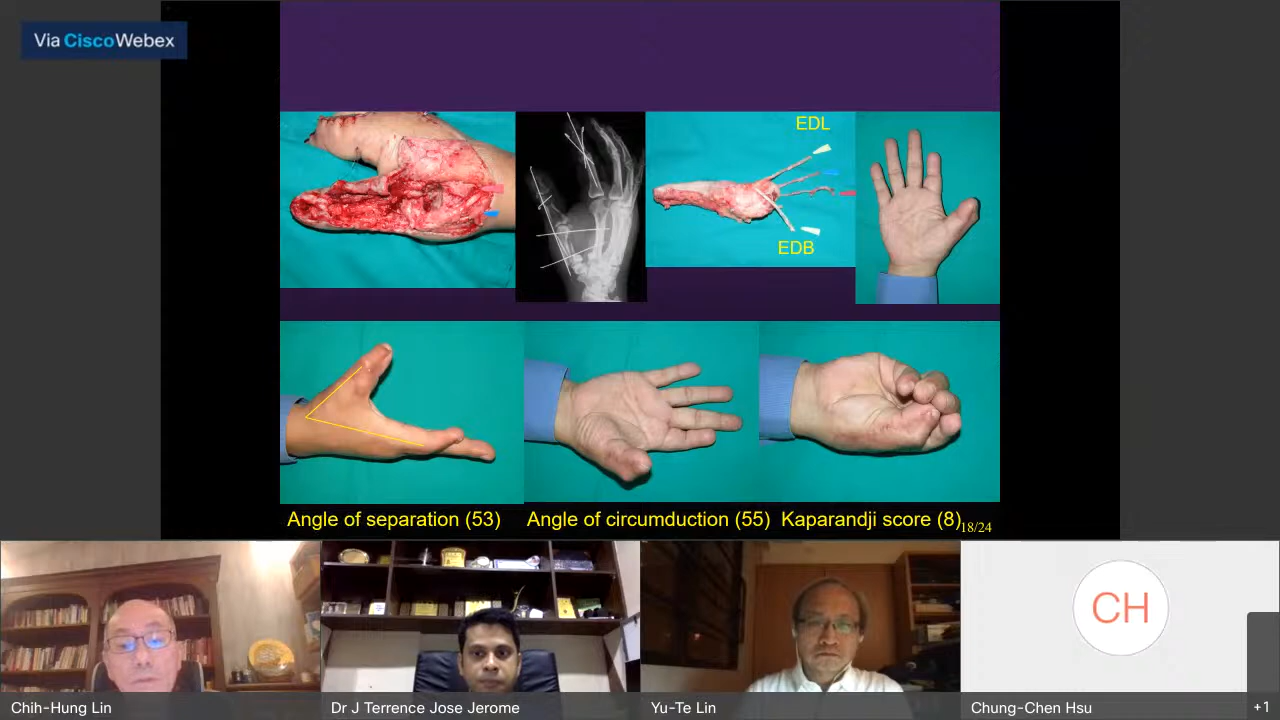 Via CiscoWebex
EDL
EDB
Angle of separation (53)
Angle of circumduction (55)
Kaparandji score (8)
18/24
CH
Chih-Hung Lin
Dr J Terrence Jose Jerome
Yu-Te Lin
Chung-Chen Hsu
+1